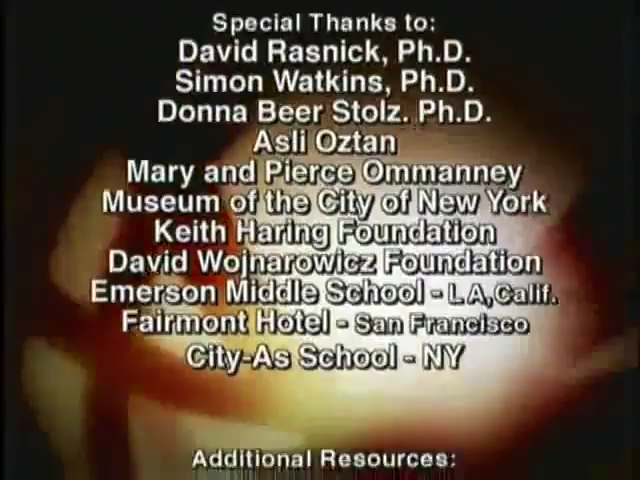 Special Thanks to:
David Rasnick, Ph.D.
Simon Watkins, Ph.D.
Donna Beer Stolz. Ph.D.
Asli Oztan
Mary and Pierce Ommanney
Museum of the City of New York
Keith Haring Foundation
David Wojnarowicz Foundation
Emerson Middle School - LA,Calif.
Fairmont Hotel - San Francisco
City-As School - NY
Additional Resources: